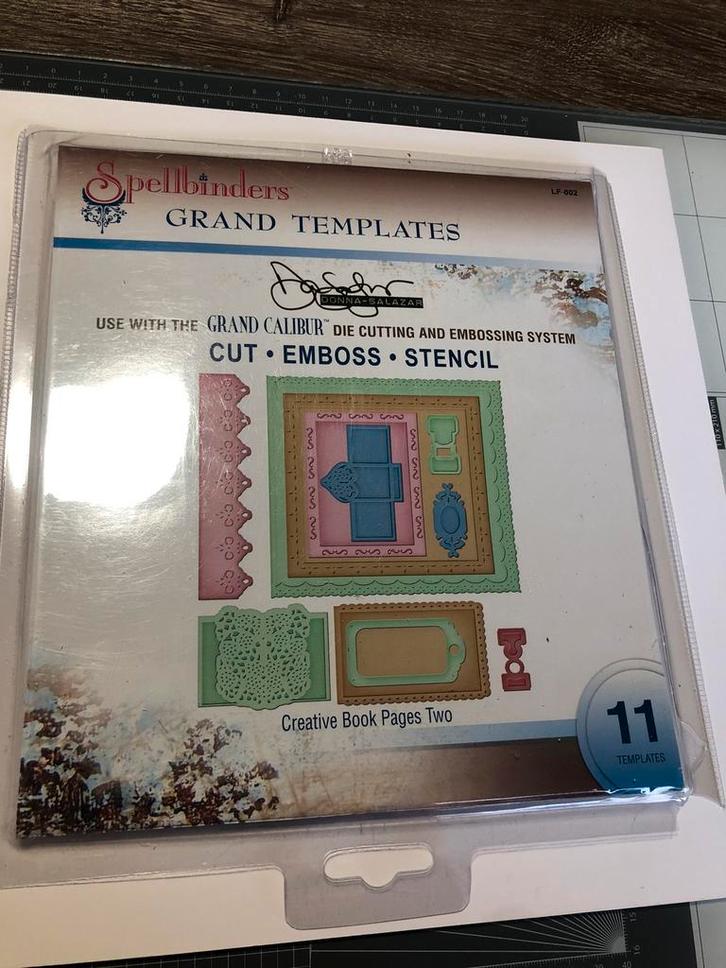 Spellbinders
LF-002
GRAND TEMPLATES
DONNA-SALAZAR
USE WITH THE GRAND CALIBUR™ DIE CUTTING AND EMBOSSING SYSTEM
CUT • EMBOSS • STENCIL
Creative Book Pages Two
11
TEMPLATES